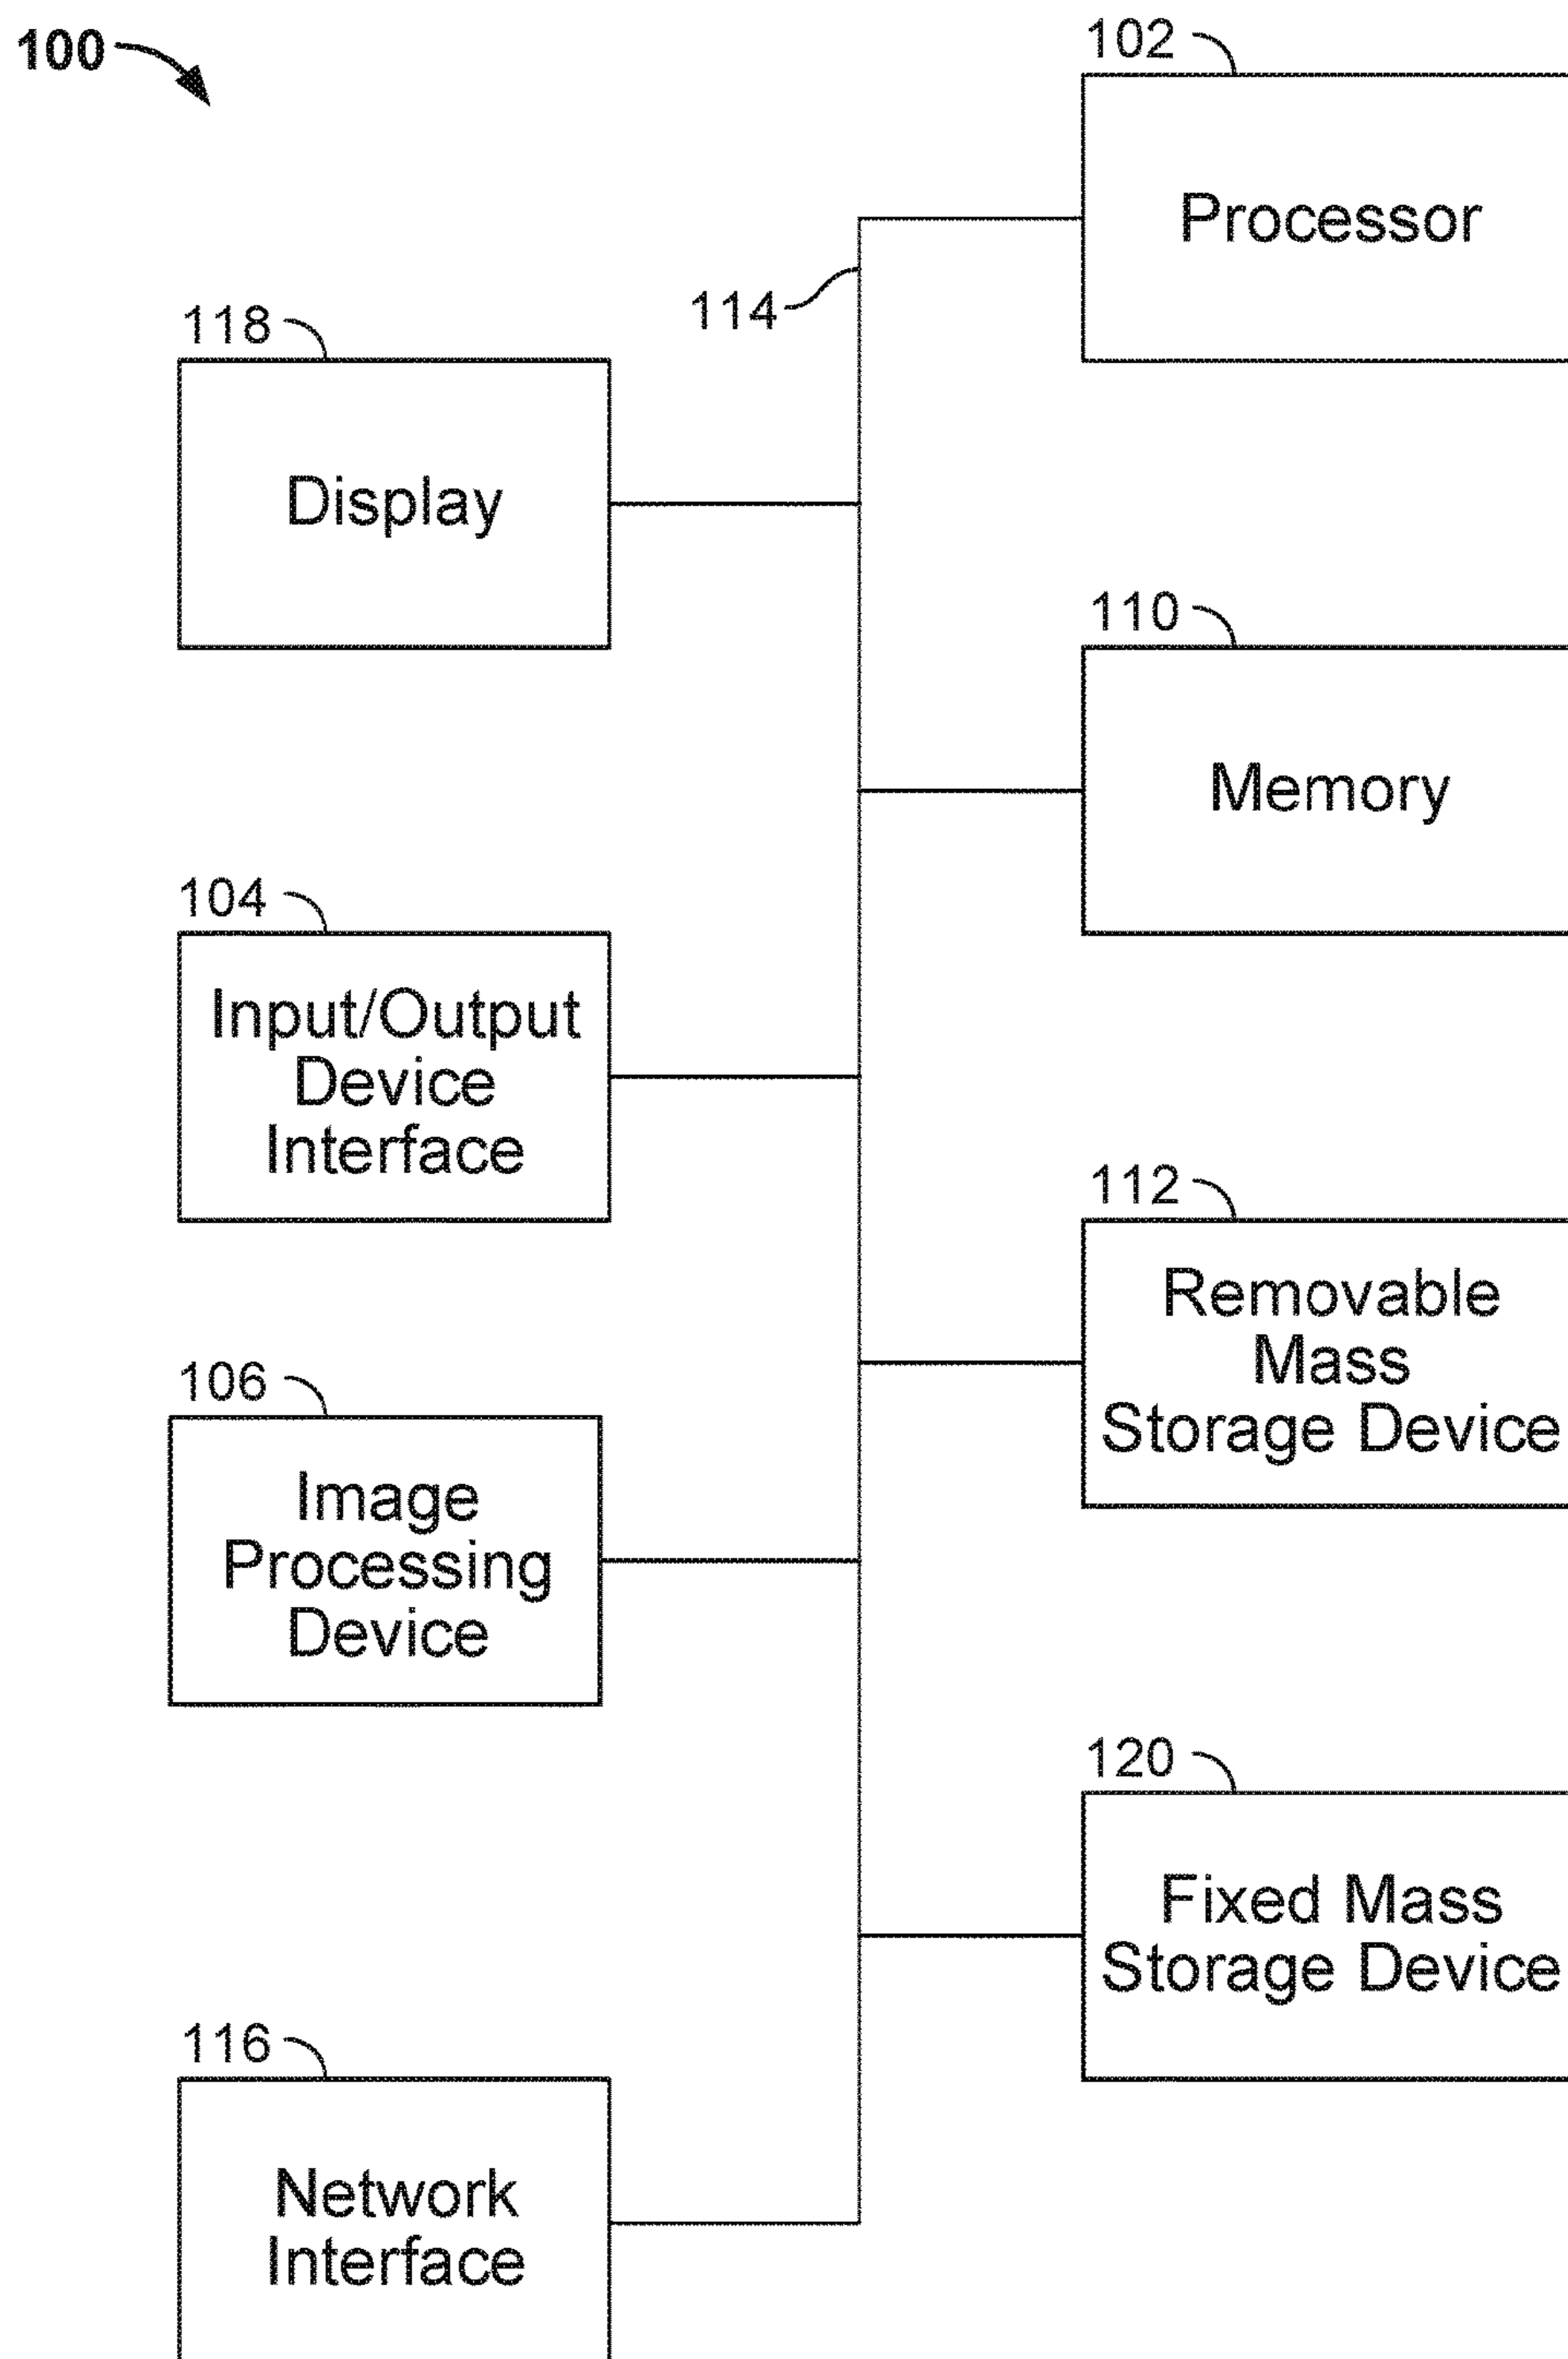 100
102
Processor
114
118
Display
110
Memory
104
Input/Output
Device
Interface
112
Removable
Mass
Storage Device
106
Image
Processing
Device
120
Fixed Mass
Storage Device
116
Network
Interface